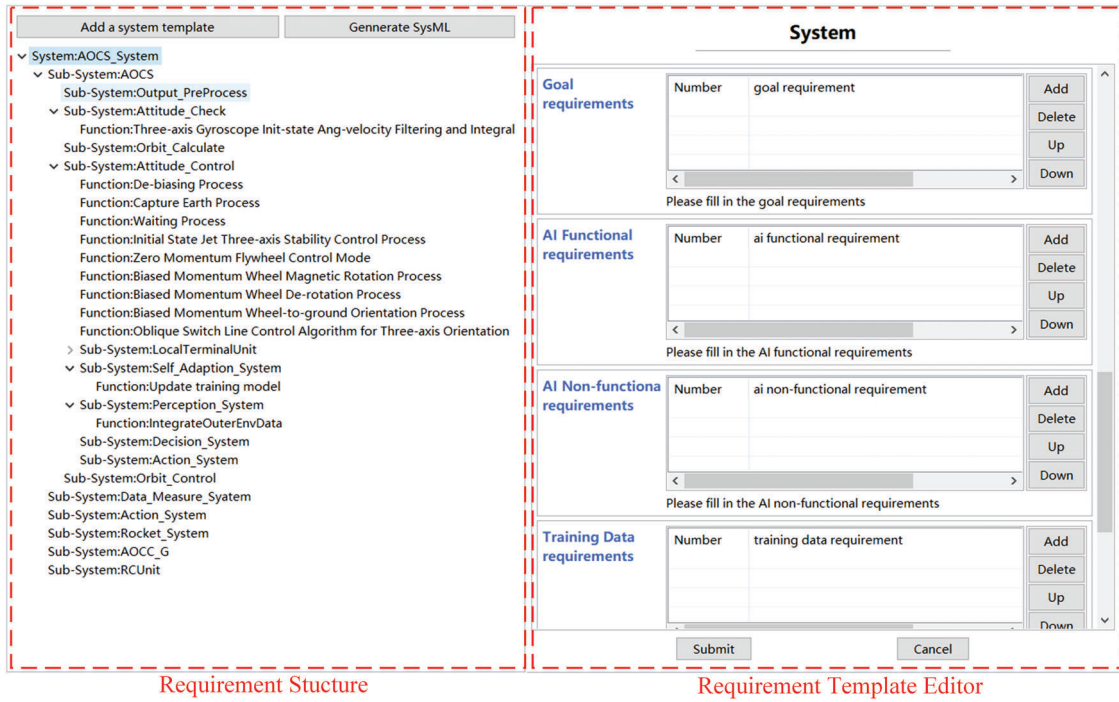 Add a system template
Gennerate SysML
System:AOCS_System
Sub-System:AOCS
Sub-System:Output_PreProcess
Sub-System:Attitude_Check
Function:Three-axis Gyroscope Init-state Ang-velocity Filtering and Integral
Sub-System:Orbit_Calculate
Sub-System:Attitude_Control
Function:De-biasing Process
Function:Capture Earth Process
Function:Waiting Process
Function:Initial State Jet Three-axis Stability Control Process
Function:Zero Momentum Flywheel Control Mode
Function:Biased Momentum Wheel Magnetic Rotation Process
Function:Biased Momentum Wheel De-rotation Process
Function:Biased Momentum Wheel-to-ground Orientation Process
Function:Oblique Switch Line Control Algorithm for Three-axis Orientation
Sub-System:LocalTerminalUnit
Sub-System:Self_Adaption_System
Function:Update training model
Sub-System:Perception_System
Function:IntegrateOuterEnvData
Sub-System:Decision_System
Sub-System:Action_System
Sub-System:Orbit_Control
Sub-System:Data_Measure_Syatem
Sub-System:Action_System
Sub-System:Rocket_System
Sub-System:AOCC_G
Sub-System:RCUnit
Requirement Stucture
System
Goal
requirements
Number
goal requirement
Add
Delete
Up
Down
Please fill in the goal requirements
AI Functional
requirements
Number
ai functional requirement
Add
Delete
Up
Down
Please fill in the AI functional requirements
AI Non-functiona
requirements
Number
ai non-functional requirement
Add
Delete
Up
Down
Please fill in the AI non-functional requirements
Training Data
requirements
Number
training data requirement
Add
Delete
Up
Down
Submit
Cancel
Requirement Template Editor